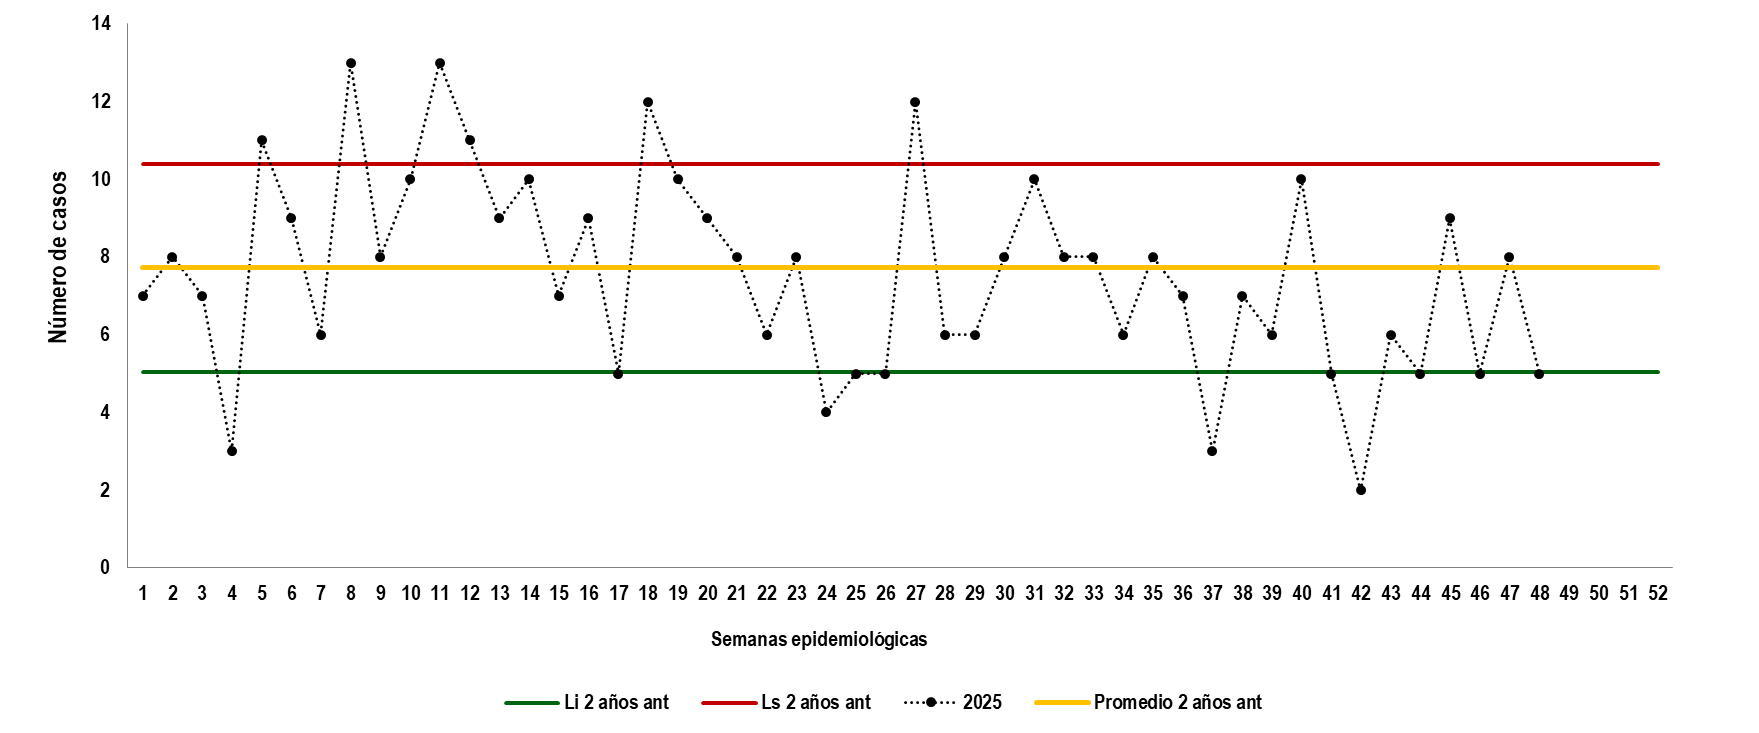 14
12
10
8
6
4
2
0
Número de casos
1 2 3 4 5 6 7 8 9 10 11 12 13 14 15 16 17 18 19 20 21 22 23 24 25 26 27 28 29 30 31 32 33 34 35 36 37 38 39 40 41 42 43 44 45 46 47 48 49 50 51 52
Semanas epidemiológicas
Li 2 años ant Ls 2 años ant 2025 Promedio 2 años ant